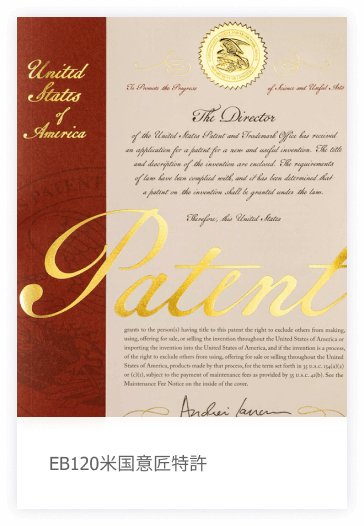 United
States
of
America
To Promote the Progress
of Science and Useful Arts
The Director
of the United States Patent and Trademark Office has received
an application for a patent for a new and useful invention. The title
and description of the invention are enclosed. The requirements
of law have been complied with, and it has been determined that
a patent on the invention shall be granted under the law.
Therefore, this United States
Patent
grants to the person(s) having title to this patent the right to exclude others from making,
using, offering for sale, or selling the invention throughout the United States of America or
importing the invention into the United States of America, and if the invention is a process,
of the right to exclude others from using, offering for sale or selling throughout the United
States of America, products made by that process, for the term set forth in 35 U.S.C. 154(a)(2)
or (c)(1), subject to the payment of maintenance fees as provided by 35 U.S.C. 41(b). See the
Maintenance Fee Notice on the inside of the cover.
EB120米国意匠特許